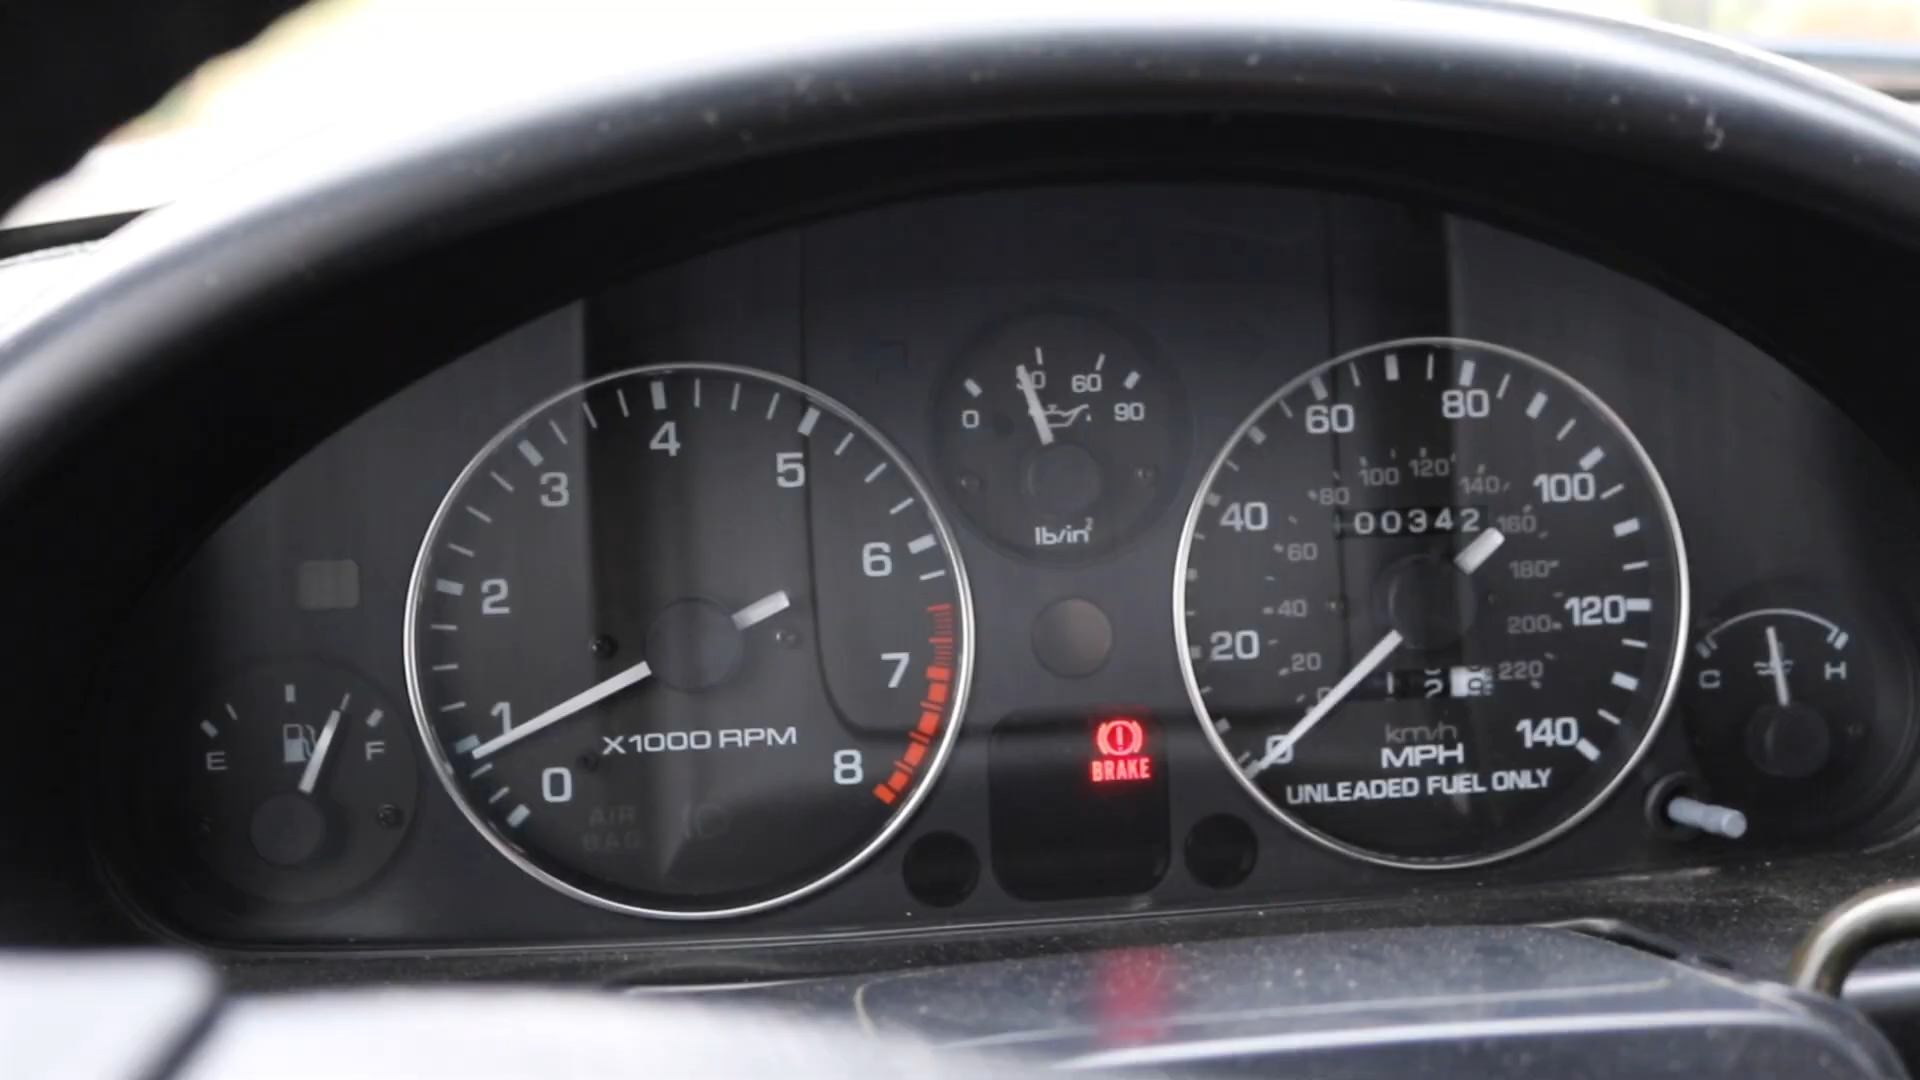 0 30 60 90
lb/in²
E F
0 1 2 3 4 5 6 7 8
X1000 RPM
AIR
BAG
BRAKE
0 20 40 60 80 100 120 140
20 40 60 80 100 120 140 160 180 200 220
00342
km/h
MPH
UNLEADED FUEL ONLY
C H